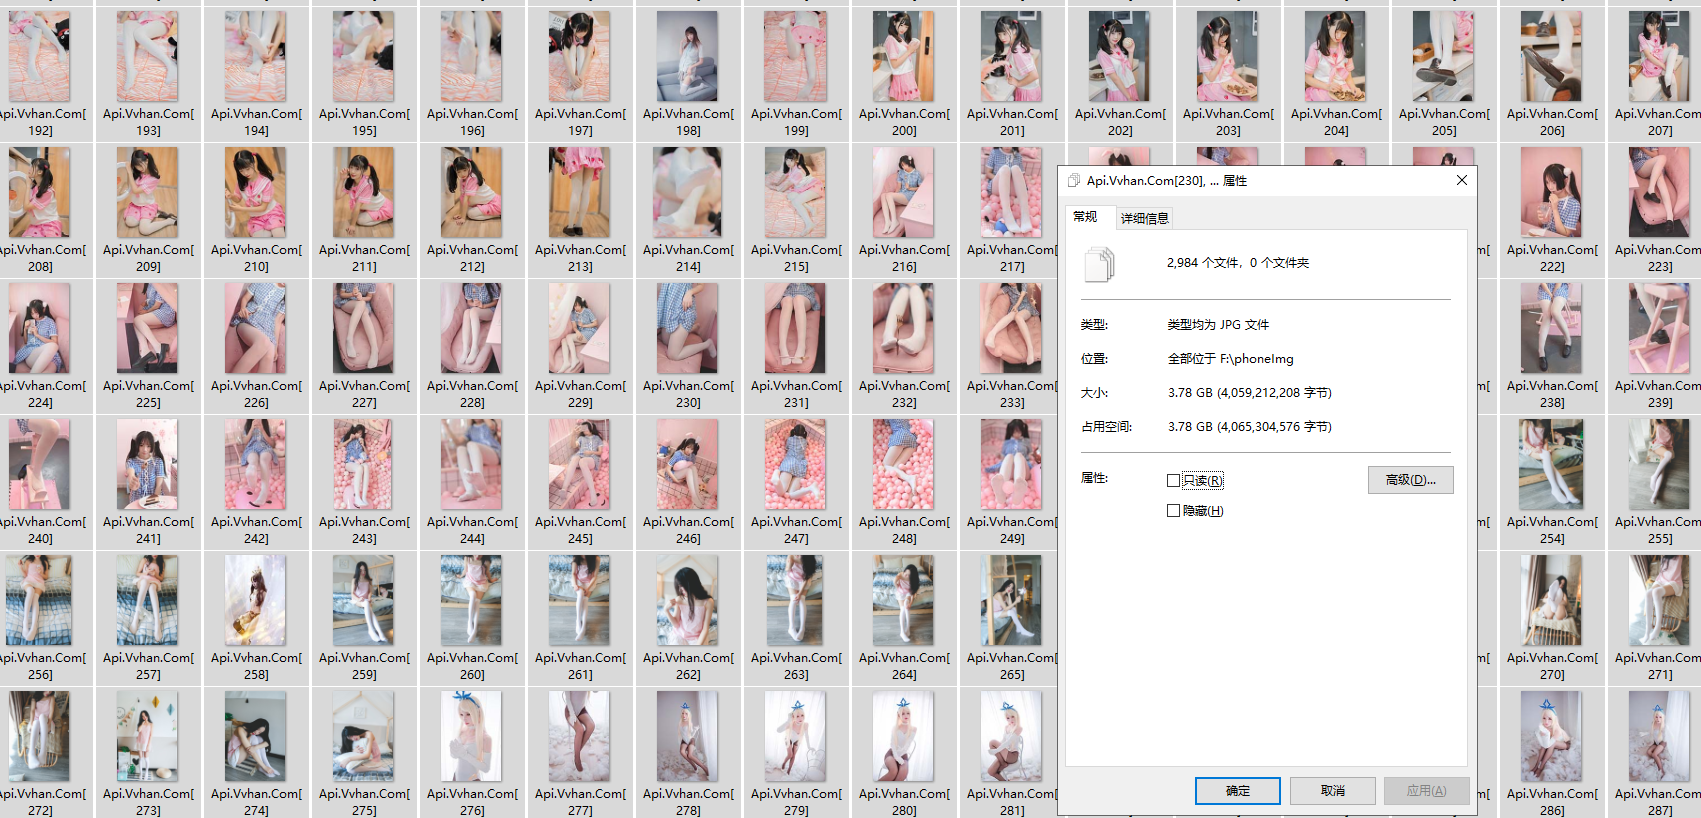 Api.Vvhan.Com[ Api.Vvhan.Com[ Api.Vvhan.Com[ Api.Vvhan.Com[ Api.Vvhan.Com[ Api.Vvhan.Com[ Api.Vvhan.Com[ Api.Vvhan.Com[ Api.Vvhan.Com[ Api.Vvhan.Com[ Api.Vvhan.Com[ Api.Vvhan.Com[ Api.Vvhan.Com[ Api.Vvhan.Com[ Api.Vvhan.Com[ Api.Vvhan.Com[
192] 193] 194] 195] 196] 197] 198] 199] 200] 201] 202] 203] 204] 205] 206] 207]
Api.Vvhan.Com[ Api.Vvhan.Com[ Api.Vvhan.Com[ Api.Vvhan.Com[ Api.Vvhan.Com[ Api.Vvhan.Com[ Api.Vvhan.Com[ Api.Vvhan.Com[ Api.Vvhan.Com[ Api.Vvhan.Com[ m[ Api.Vvhan.Com[ Api.Vvhan.Com[
208] 209] 210] 211] 212] 213] 214] 215] 216] 217] 222] 223]
Api.Vvhan.Com[ Api.Vvhan.Com[ Api.Vvhan.Com[ Api.Vvhan.Com[ Api.Vvhan.Com[ Api.Vvhan.Com[ Api.Vvhan.Com[ Api.Vvhan.Com[ Api.Vvhan.Com[ Api.Vvhan.Com[ m[ Api.Vvhan.Com[ Api.Vvhan.Com[
224] 225] 226] 227] 228] 229] 230] 231] 232] 233] 238] 239]
Api.Vvhan.Com[ Api.Vvhan.Com[ Api.Vvhan.Com[ Api.Vvhan.Com[ Api.Vvhan.Com[ Api.Vvhan.Com[ Api.Vvhan.Com[ Api.Vvhan.Com[ Api.Vvhan.Com[ Api.Vvhan.Com[ m[ Api.Vvhan.Com[ Api.Vvhan.Com[
240] 241] 242] 243] 244] 245] 246] 247] 248] 249] 254] 255]
Api.Vvhan.Com[ Api.Vvhan.Com[ Api.Vvhan.Com[ Api.Vvhan.Com[ Api.Vvhan.Com[ Api.Vvhan.Com[ Api.Vvhan.Com[ Api.Vvhan.Com[ Api.Vvhan.Com[ Api.Vvhan.Com[ m[ Api.Vvhan.Com[ Api.Vvhan.Com[
256] 257] 258] 259] 260] 261] 262] 263] 264] 265] 270] 271]
Api.Vvhan.Com[ Api.Vvhan.Com[ Api.Vvhan.Com[ Api.Vvhan.Com[ Api.Vvhan.Com[ Api.Vvhan.Com[ Api.Vvhan.Com[ Api.Vvhan.Com[ Api.Vvhan.Com[ Api.Vvhan.Com[ m[ Api.Vvhan.Com[ Api.Vvhan.Com[
272] 273] 274] 275] 276] 277] 278] 279] 280] 281] 286] 287]
Api.Vvhan.Com[230], ... 属性
常规 详细信息
2,984 个文件，0 个文件夹
类型: 类型均为 JPG 文件
位置: 全部位于 F:\phoneImg
大小: 3.78 GB (4,059,212,208 字节)
占用空间: 3.78 GB (4,065,304,576 字节)
属性: 只读(R) 高级(D)...
隐藏(H)
确定 取消 应用(A)